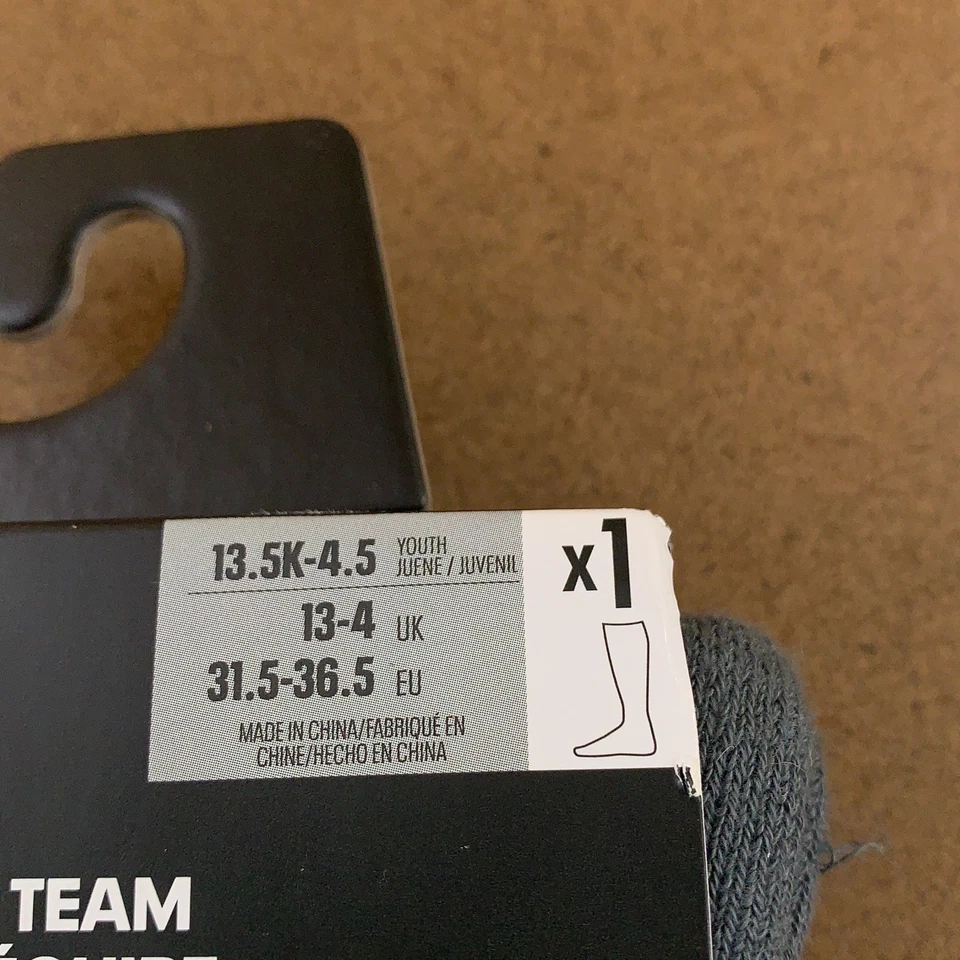 13.5K-4.5 YOUTH
JUENE / JUVENIL
13-4 UK
31.5-36.5 EU
MADE IN CHINA/FABRIQUÉ EN
CHINE/HECHO EN CHINA
x1
TEAM